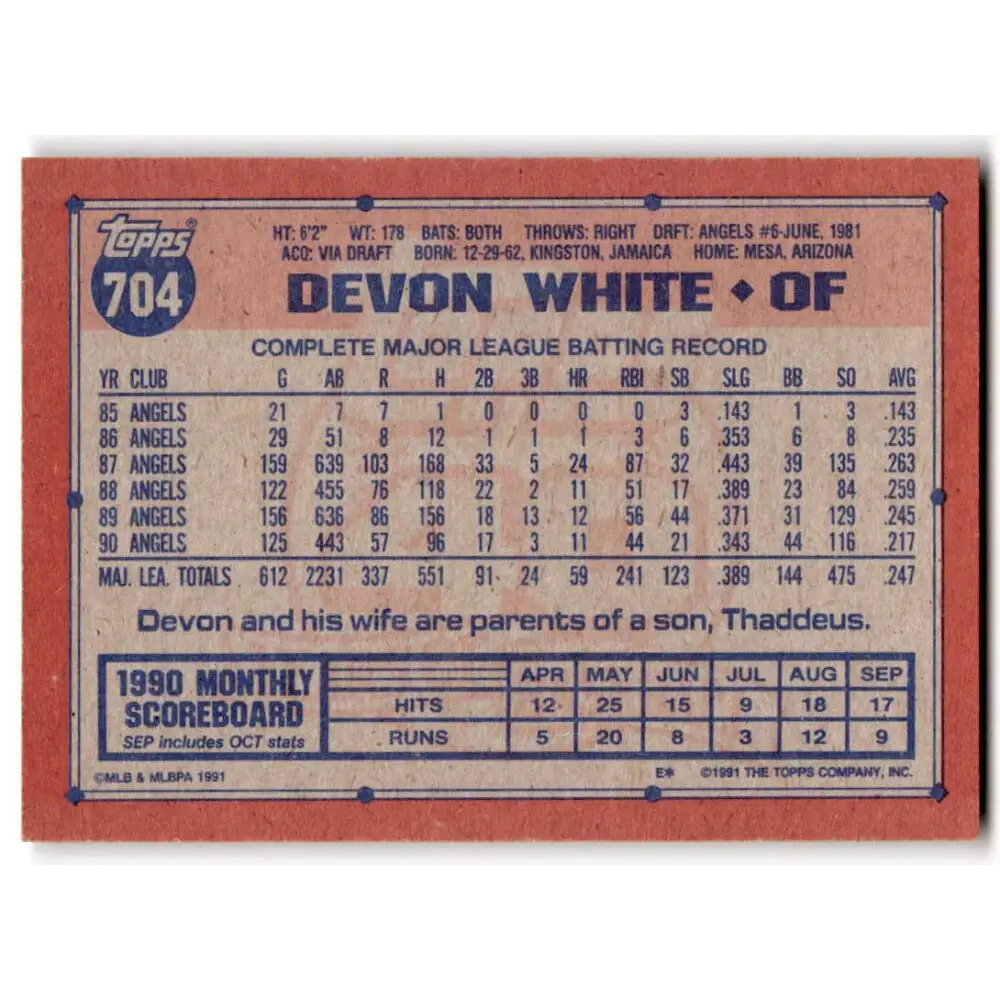 topps®
704
HT: 6'2" WT: 178 BATS: BOTH THROWS: RIGHT DRFT: ANGELS #6-JUNE, 1981
ACQ: VIA DRAFT BORN: 12-29-62, KINGSTON, JAMAICA HOME: MESA, ARIZONA
DEVON WHITE ♦ OF
COMPLETE MAJOR LEAGUE BATTING RECORD
YR CLUB G AB R H 2B 3B HR RBI SB SLG BB SO AVG
85 ANGELS 21 7 7 1 0 0 0 0 3 .143 1 3 .143
86 ANGELS 29 51 8 12 1 1 1 3 6 .353 6 8 .235
87 ANGELS 159 639 103 168 33 5 24 87 32 .443 39 135 .263
88 ANGELS 122 455 76 118 22 2 11 51 17 .389 23 84 .259
89 ANGELS 156 636 86 156 18 13 12 56 44 .371 31 129 .245
90 ANGELS 125 443 57 96 17 3 11 44 21 .343 44 116 .217
MAJ. LEA. TOTALS 612 2231 337 551 91 24 59 241 123 .389 144 475 .247
Devon and his wife are parents of a son, Thaddeus.
1990 MONTHLY
SCOREBOARD
SEP includes OCT stats
APR MAY JUN JUL AUG SEP
HITS 12 25 15 9 18 17
RUNS 5 20 8 3 12 9
©MLB & MLBPA 1991 E* ©1991 THE TOPPS COMPANY, INC.